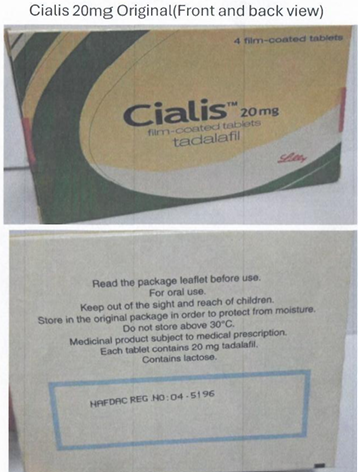 Cialis 20mg Original(Front and back view)
4 film-coated tablets
Cialis™ 20 mg
film-coated tablets
tadalafil
Lilly
Read the package leaflet before use.
For oral use.
Keep out of the sight and reach of children.
Store in the original package in order to protect from moisture.
Do not store above 30°C.
Medicinal product subject to medical prescription.
Each tablet contains 20 mg tadalafil.
Contains lactose.
NAFDAC REG .NO : 04 - 5196